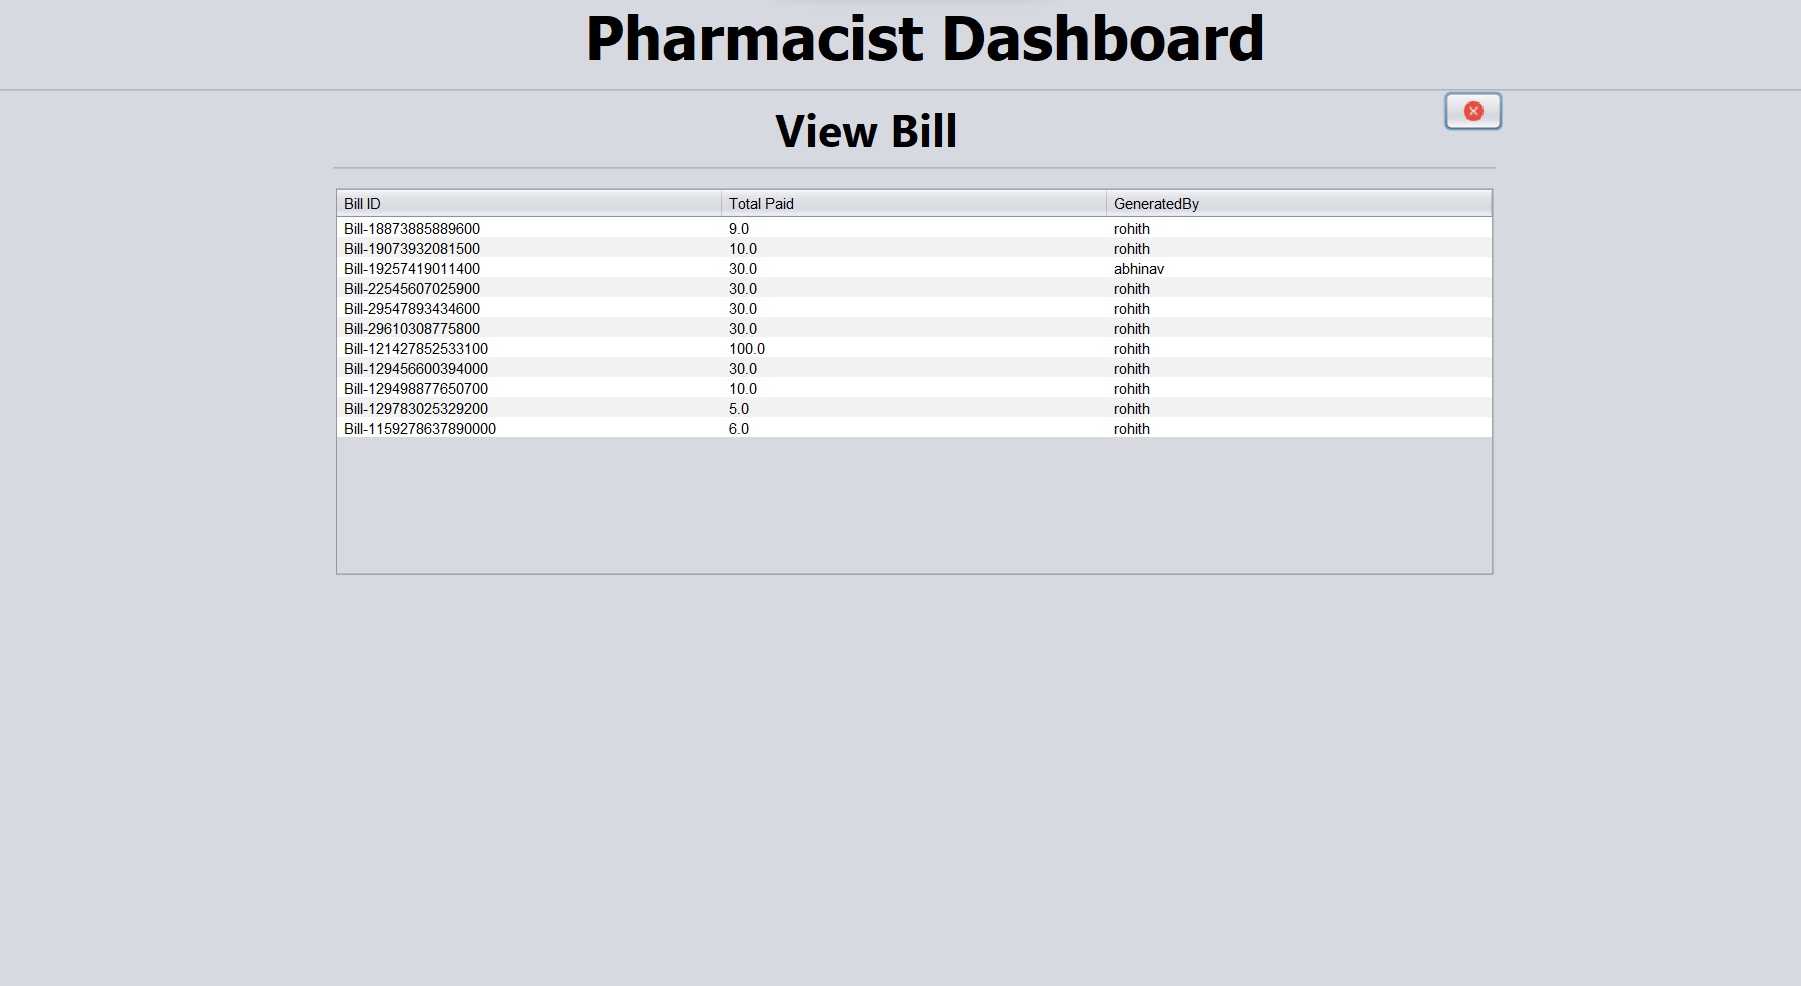 Pharmacist Dashboard
View Bill
Bill ID Total Paid GeneratedBy
Bill-18873885889600 9.0 rohith
Bill-19073932081500 10.0 rohith
Bill-19257419011400 30.0 abhinav
Bill-22545607025900 30.0 rohith
Bill-29547893434600 30.0 rohith
Bill-29610308775800 30.0 rohith
Bill-121427852533100 100.0 rohith
Bill-129456600394000 30.0 rohith
Bill-129498877650700 10.0 rohith
Bill-129783025329200 5.0 rohith
Bill-1159278637890000 6.0 rohith